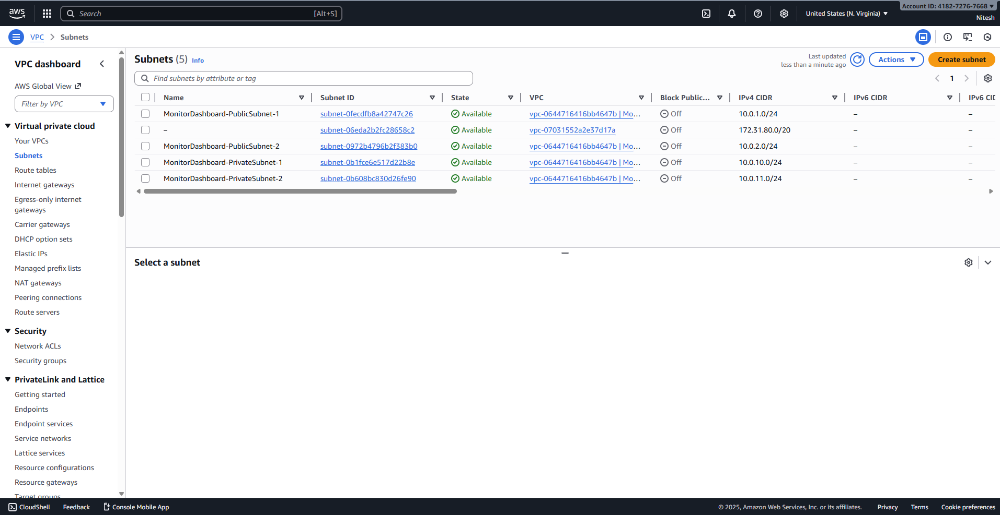 aws
Search [Alt+S]
United States (N. Virginia)
Account ID: 4182-7276-7668
Nitesh
VPC
Subnets
VPC dashboard
AWS Global View
Filter by VPC
Virtual private cloud
Your VPCs
Subnets
Route tables
Internet gateways
Egress-only internet
gateways
Carrier gateways
DHCP option sets
Elastic IPs
Managed prefix lists
NAT gateways
Peering connections
Route servers
Security
Network ACLs
Security groups
PrivateLink and Lattice
Getting started
Endpoints
Endpoint services
Service networks
Lattice services
Resource configurations
Resource gateways
Target groups
Subnets (5) Info
Last updated
less than a minute ago
Actions
Create subnet
Find subnets by attribute or tag
1
Name Subnet ID State VPC Block Public... IPv4 CIDR IPv6 CIDR IPv6 CID
MonitorDashboard-PublicSubnet-1 subnet-0fecdfb8a42747c26 Available vpc-0644716416bb4647b | Mo... Off 10.0.1.0/24 – –
– subnet-06eda2b2fc28658c2 Available vpc-07031552a2e37d17a Off 172.31.80.0/20 – –
MonitorDashboard-PublicSubnet-2 subnet-0972b4796b2f383b0 Available vpc-0644716416bb4647b | Mo... Off 10.0.2.0/24 – –
MonitorDashboard-PrivateSubnet-1 subnet-0b1fce6e517d22b8e Available vpc-0644716416bb4647b | Mo... Off 10.0.10.0/24 – –
MonitorDashboard-PrivateSubnet-2 subnet-0b608bc830d26fe90 Available vpc-0644716416bb4647b | Mo... Off 10.0.11.0/24 – –
Select a subnet
CloudShell Feedback Console Mobile App © 2025, Amazon Web Services, Inc. or its affiliates. Privacy Terms Cookie preferences